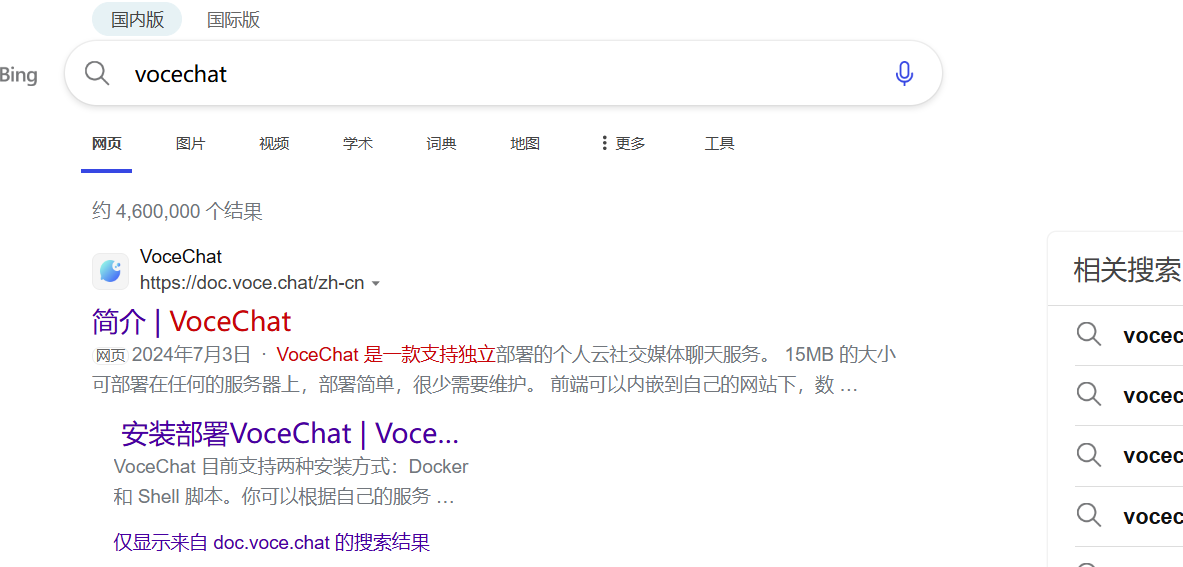 国内版 国际版
Bing
vocechat
网页 图片 视频 学术 词典 地图 更多 工具
约 4,600,000 个结果
VoceChat
https://doc.voce.chat/zh-cn
简介 | VoceChat
网页 2024年7月3日 · VoceChat 是一款支持独立部署的个人云社交媒体聊天服务。 15MB 的大小
可部署在任何的服务器上，部署简单，很少需要维护。 前端可以内嵌到自己的网站下，数 …
安装部署VoceChat | Voce...
VoceChat 目前支持两种安装方式：Docker
和 Shell 脚本。你可以根据自己的服务 …
仅显示来自 doc.voce.chat 的搜索结果
相关搜索
vocec
vocec
vocec
vocec